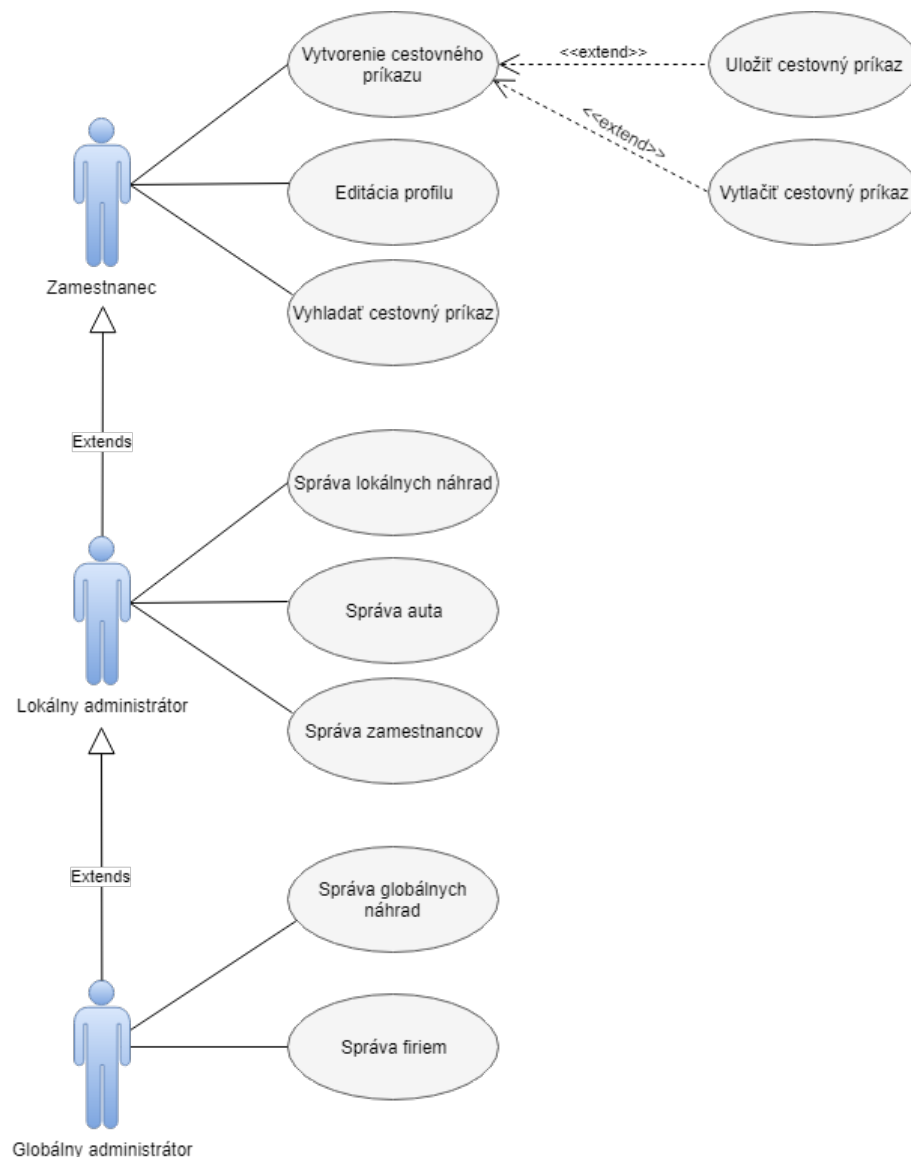 Vytvorenie cestovného
príkazu
<<extend>>
Uložiť cestovný príkaz
<<extend>>
Editácia profilu
Vytlačiť cestovný príkaz
Zamestnanec
Vyhladať cestovný príkaz
Extends
Správa lokálnych náhrad
Správa auta
Lokálny administrátor
Správa zamestnancov
Extends
Správa globálnych
náhrad
Správa firiem
Globálny administrátor